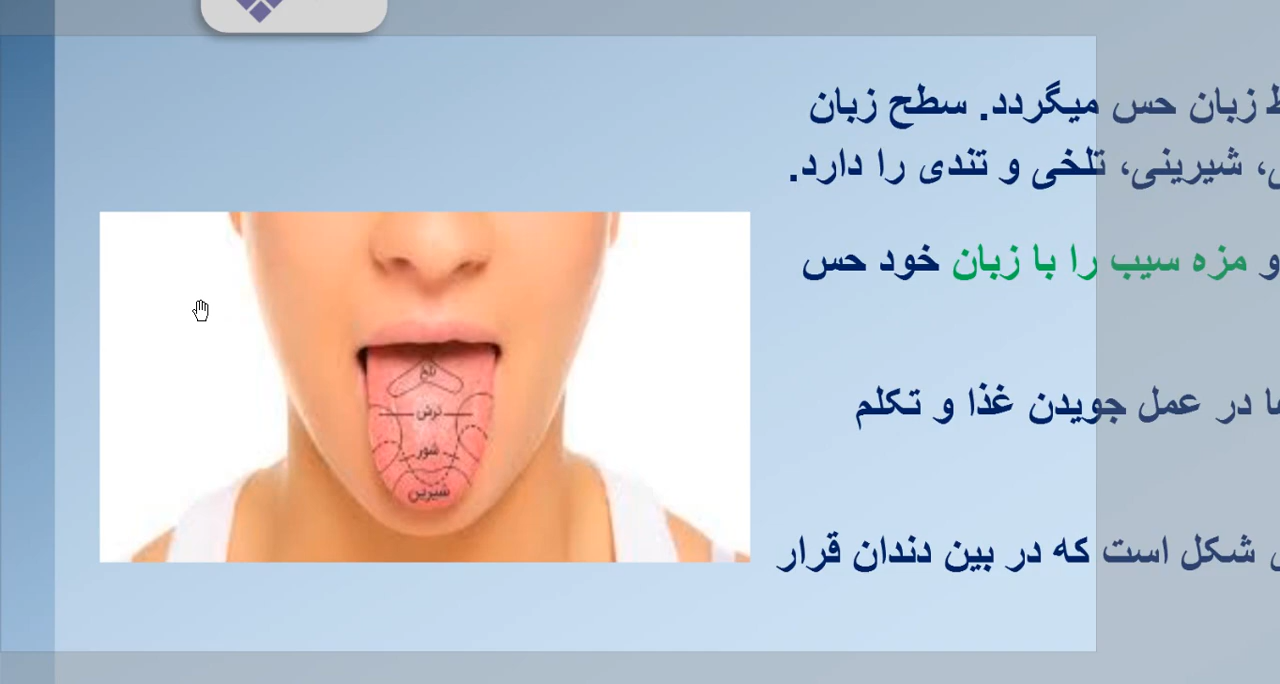 زبان حس میگردد. سطح زبان
شیرینی، تلخی و تندی را دارد.
و مزه سیب را با زبان خود حس
در عمل جویدن غذا و تکلم
شکل است که در بین دندان قرار
تلخ
ترش
شور
شیرین